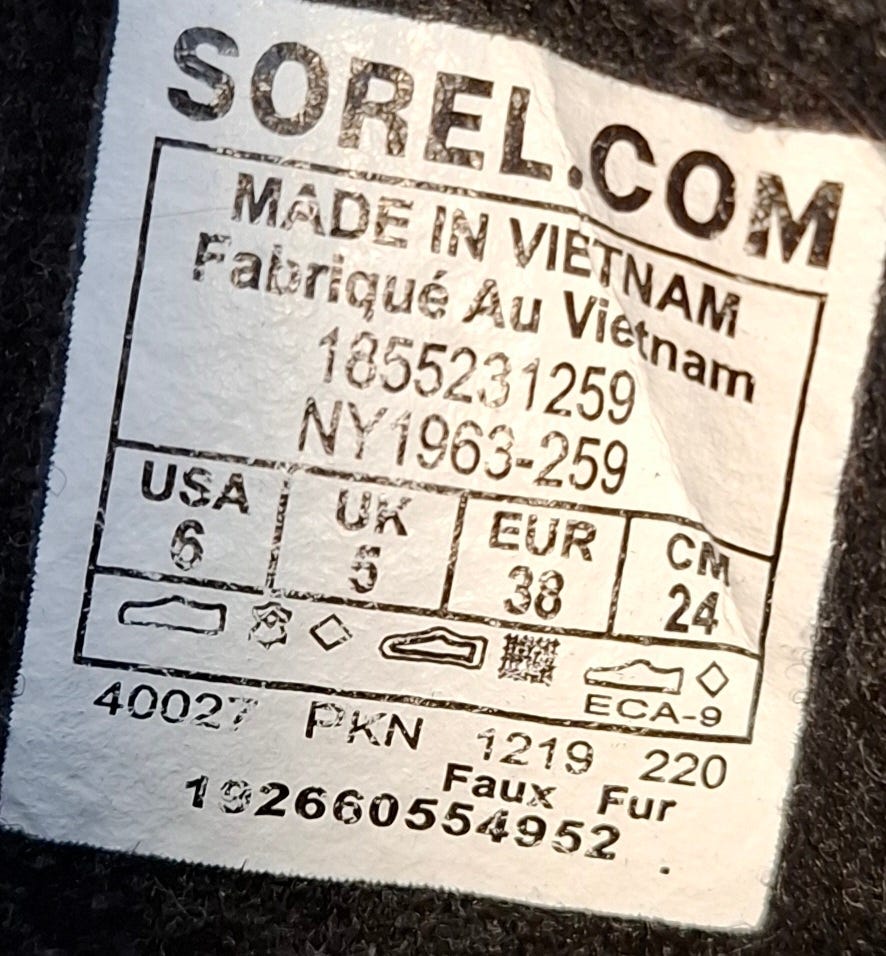 SOREL.COM
MADE IN VIETNAM
Fabriqué Au Vietnam
1855231259
NY1963-259
USA UK EUR CM
6 5 38 24
ECA-9
40027 PKN 1219 220
Faux Fur
192660554952